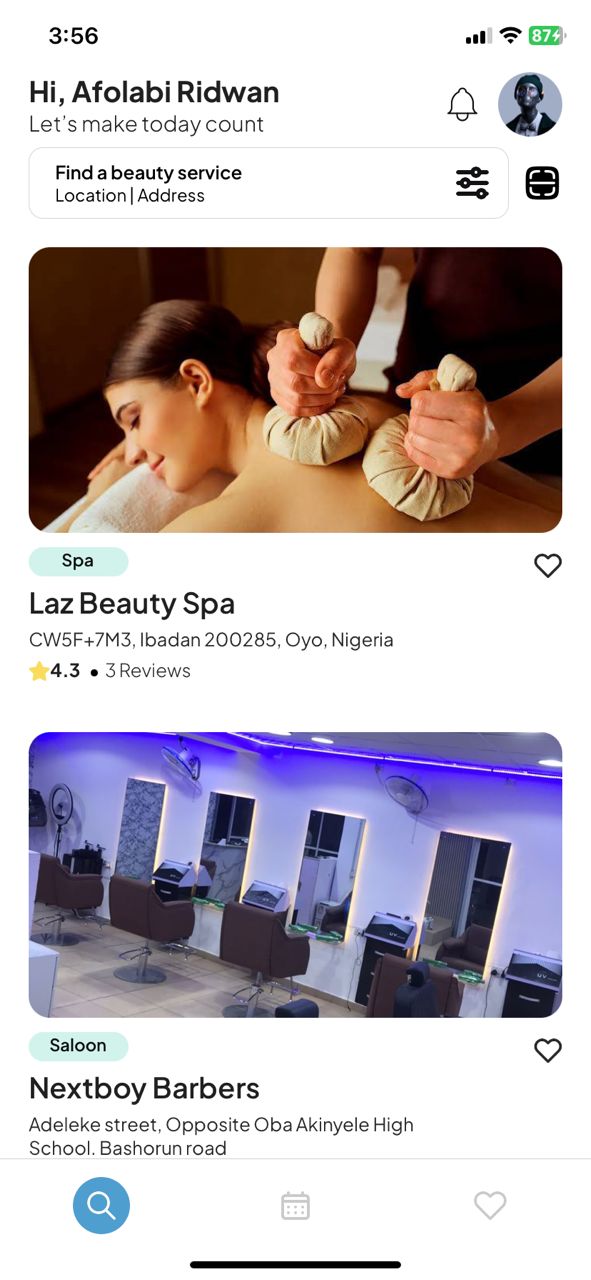 3:56
87
Hi, Afolabi Ridwan
Let's make today count
Find a beauty service
Location | Address
Spa
Laz Beauty Spa
CW5F+7M3, Ibadan 200285, Oyo, Nigeria
4.3 • 3 Reviews
UV
UV
Saloon
Nextboy Barbers
Adeleke street, Opposite Oba Akinyele High
School. Bashorun road